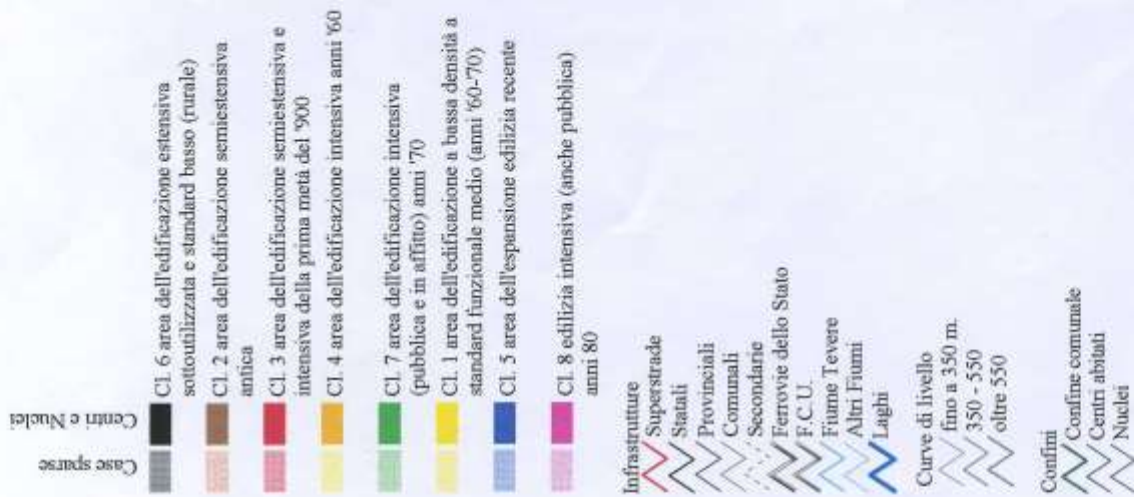 Case sparse
Centri e Nuclei
Cl. 6 area dell'edificazione estensiva
sottoutilizzata e standard basso (rurale)
Cl. 2 area dell'edificazione semiestensiva
antica
Cl. 3 area dell'edificazione semiestensiva e
intensiva della prima metà del '900
Cl. 4 area dell'edificazione intensiva anni '60
Cl. 7 area dell'edificazione intensiva
(pubblica e in affitto) anni '70
Cl. 1 area dell'edificazione a bassa densità a
standard funzionale medio (anni '60-70)
Cl. 5 area dell'espansione edilizia recente
Cl. 8 edilizia intensiva (anche pubblica)
anni 80
Infrastrutture
Superstrade
Statali
Provinciali
Comunali
Secondarie
Ferrovie dello Stato
F.C.U.
Fiume Tevere
Altri Fiumi
Laghi
Curve di livello
fino a 350 m.
350 - 550
oltre 550
Confini
Confine comunale
Centri abitati
Nuclei